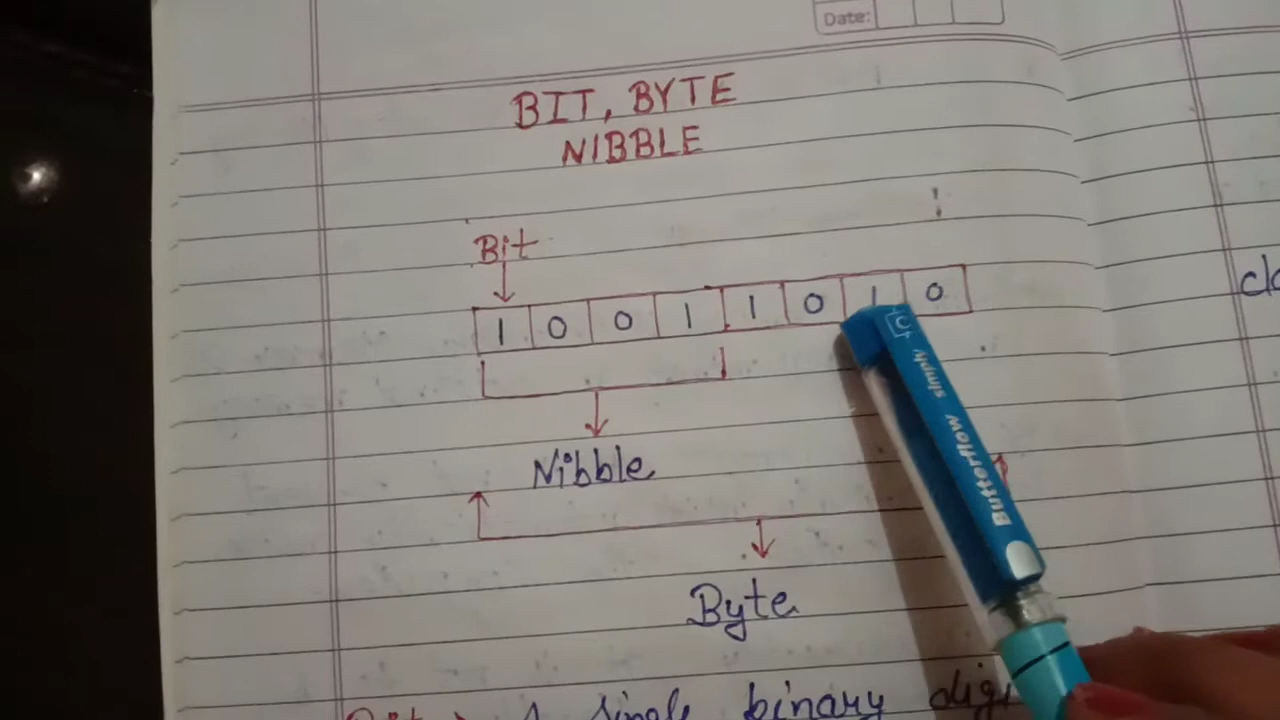 Date:
BIT, BYTE
NIBBLE
Bit
1 0 0 1 1 0 1 0
Nibble
Byte
A single binary
Butterflow simply